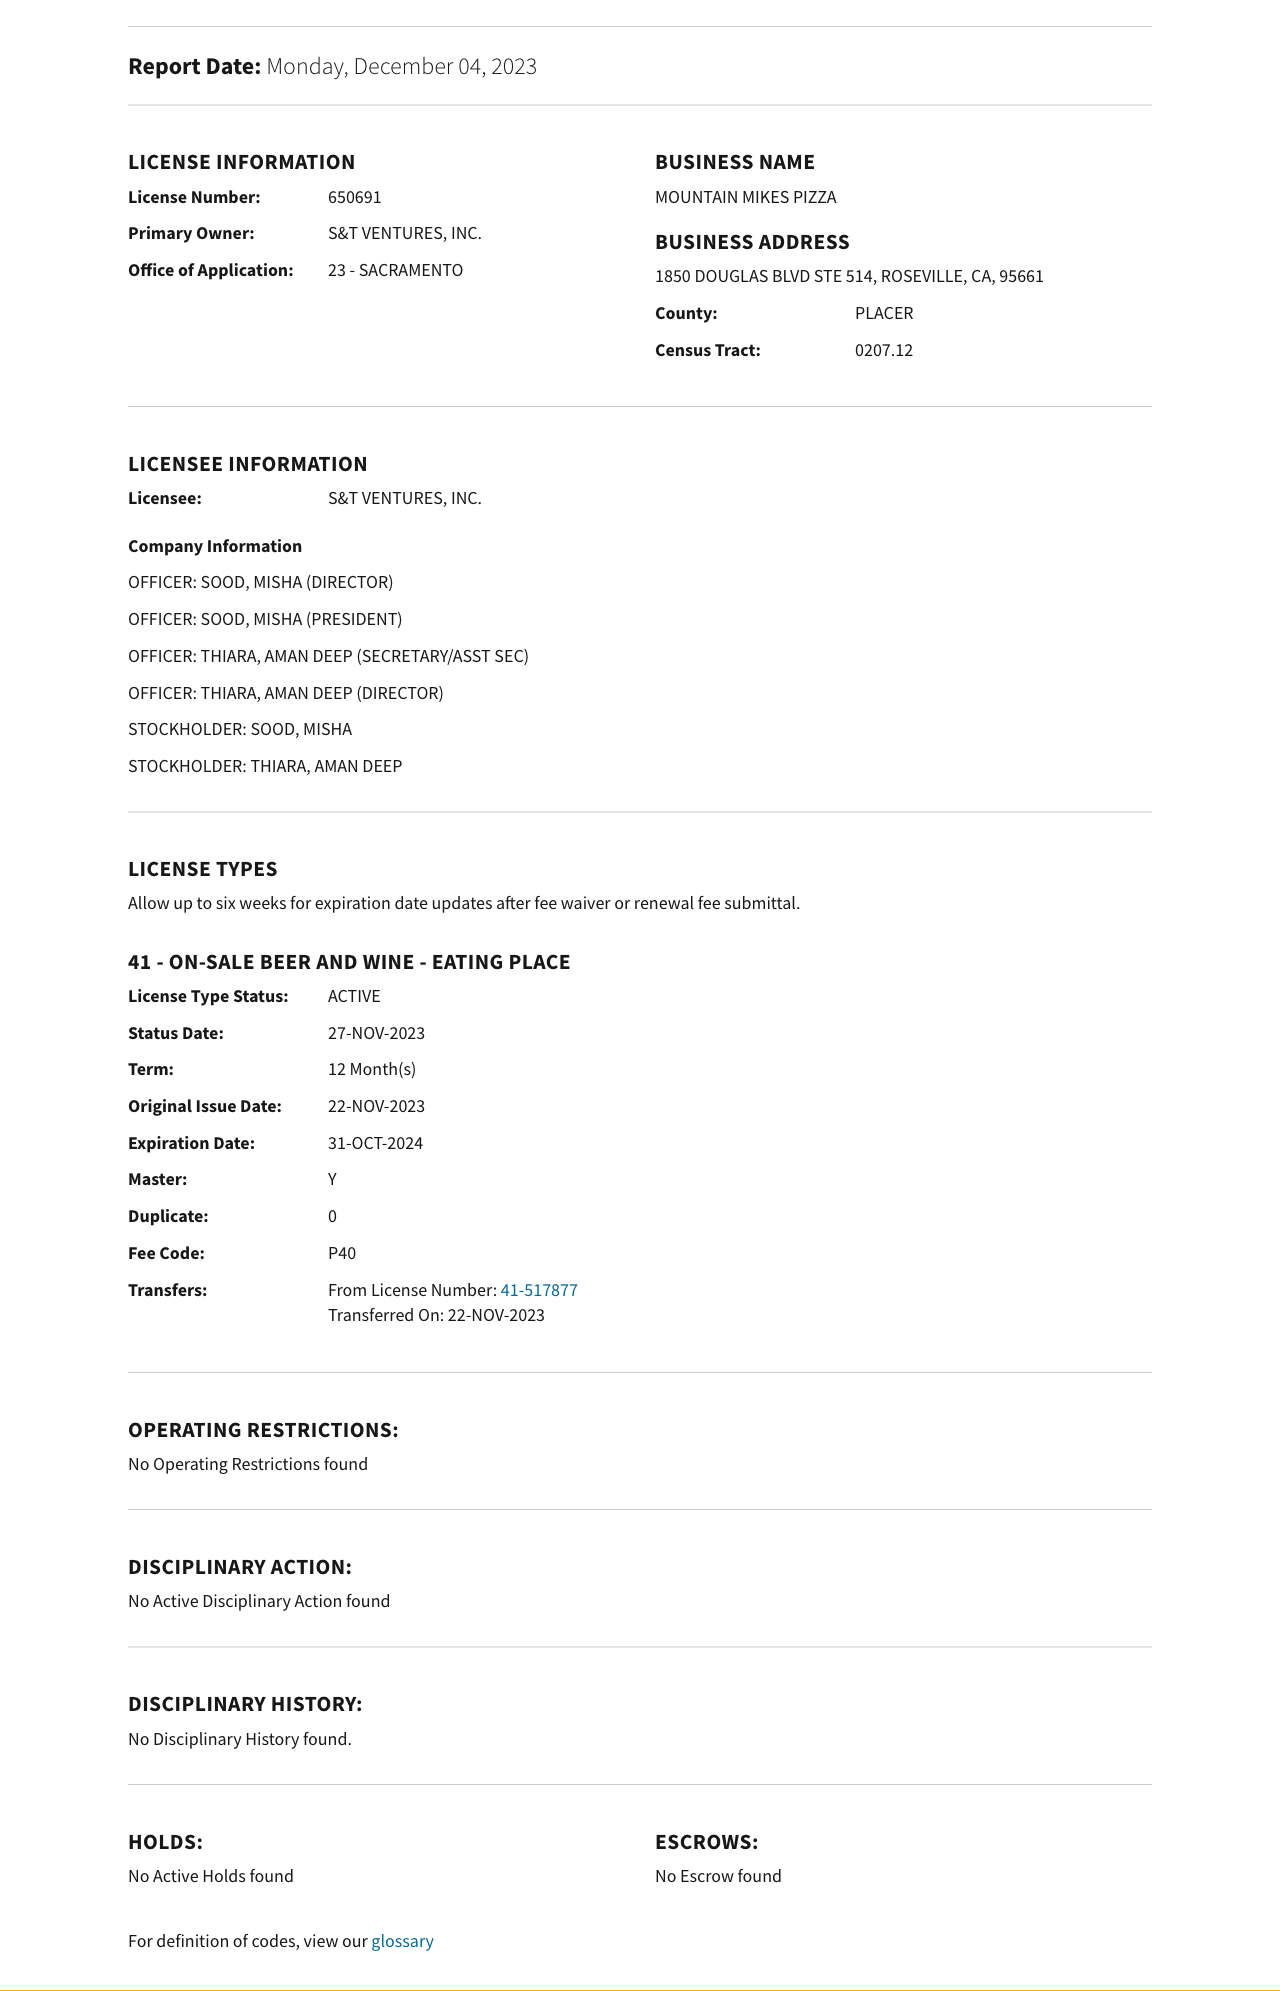 Report Date: Monday, December 04, 2023
LICENSE INFORMATION
License Number: 650691
Primary Owner: S&T VENTURES, INC.
Office of Application: 23 - SACRAMENTO
BUSINESS NAME
MOUNTAIN MIKES PIZZA
BUSINESS ADDRESS
1850 DOUGLAS BLVD STE 514, ROSEVILLE, CA, 95661
County: PLACER
Census Tract: 0207.12
LICENSEE INFORMATION
Licensee: S&T VENTURES, INC.
Company Information
OFFICER: SOOD, MISHA (DIRECTOR)
OFFICER: SOOD, MISHA (PRESIDENT)
OFFICER: THIARA, AMAN DEEP (SECRETARY/ASST SEC)
OFFICER: THIARA, AMAN DEEP (DIRECTOR)
STOCKHOLDER: SOOD, MISHA
STOCKHOLDER: THIARA, AMAN DEEP
LICENSE TYPES
Allow up to six weeks for expiration date updates after fee waiver or renewal fee submittal.
41 - ON-SALE BEER AND WINE - EATING PLACE
License Type Status: ACTIVE
Status Date: 27-NOV-2023
Term: 12 Month(s)
Original Issue Date: 22-NOV-2023
Expiration Date: 31-OCT-2024
Master: Y
Duplicate: 0
Fee Code: P40
Transfers: From License Number: 41-517877
Transferred On: 22-NOV-2023
OPERATING RESTRICTIONS:
No Operating Restrictions found
DISCIPLINARY ACTION:
No Active Disciplinary Action found
DISCIPLINARY HISTORY:
No Disciplinary History found.
HOLDS:
No Active Holds found
ESCROWS:
No Escrow found
For definition of codes, view our glossary